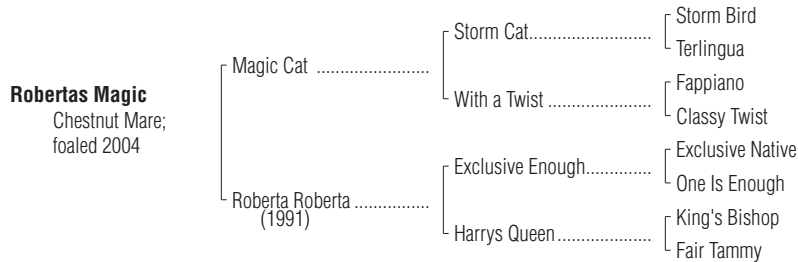 Storm Bird
Storm Cat..........................
Terlingua
Magic Cat ........................
Fappiano
With a Twist ......................
Classy Twist
Robertas Magic
Chestnut Mare;
foaled 2004
Exclusive Native
Exclusive Enough..............
One Is Enough
Roberta Roberta ................
(1991)
King's Bishop
Harrys Queen....................
Fair Tammy